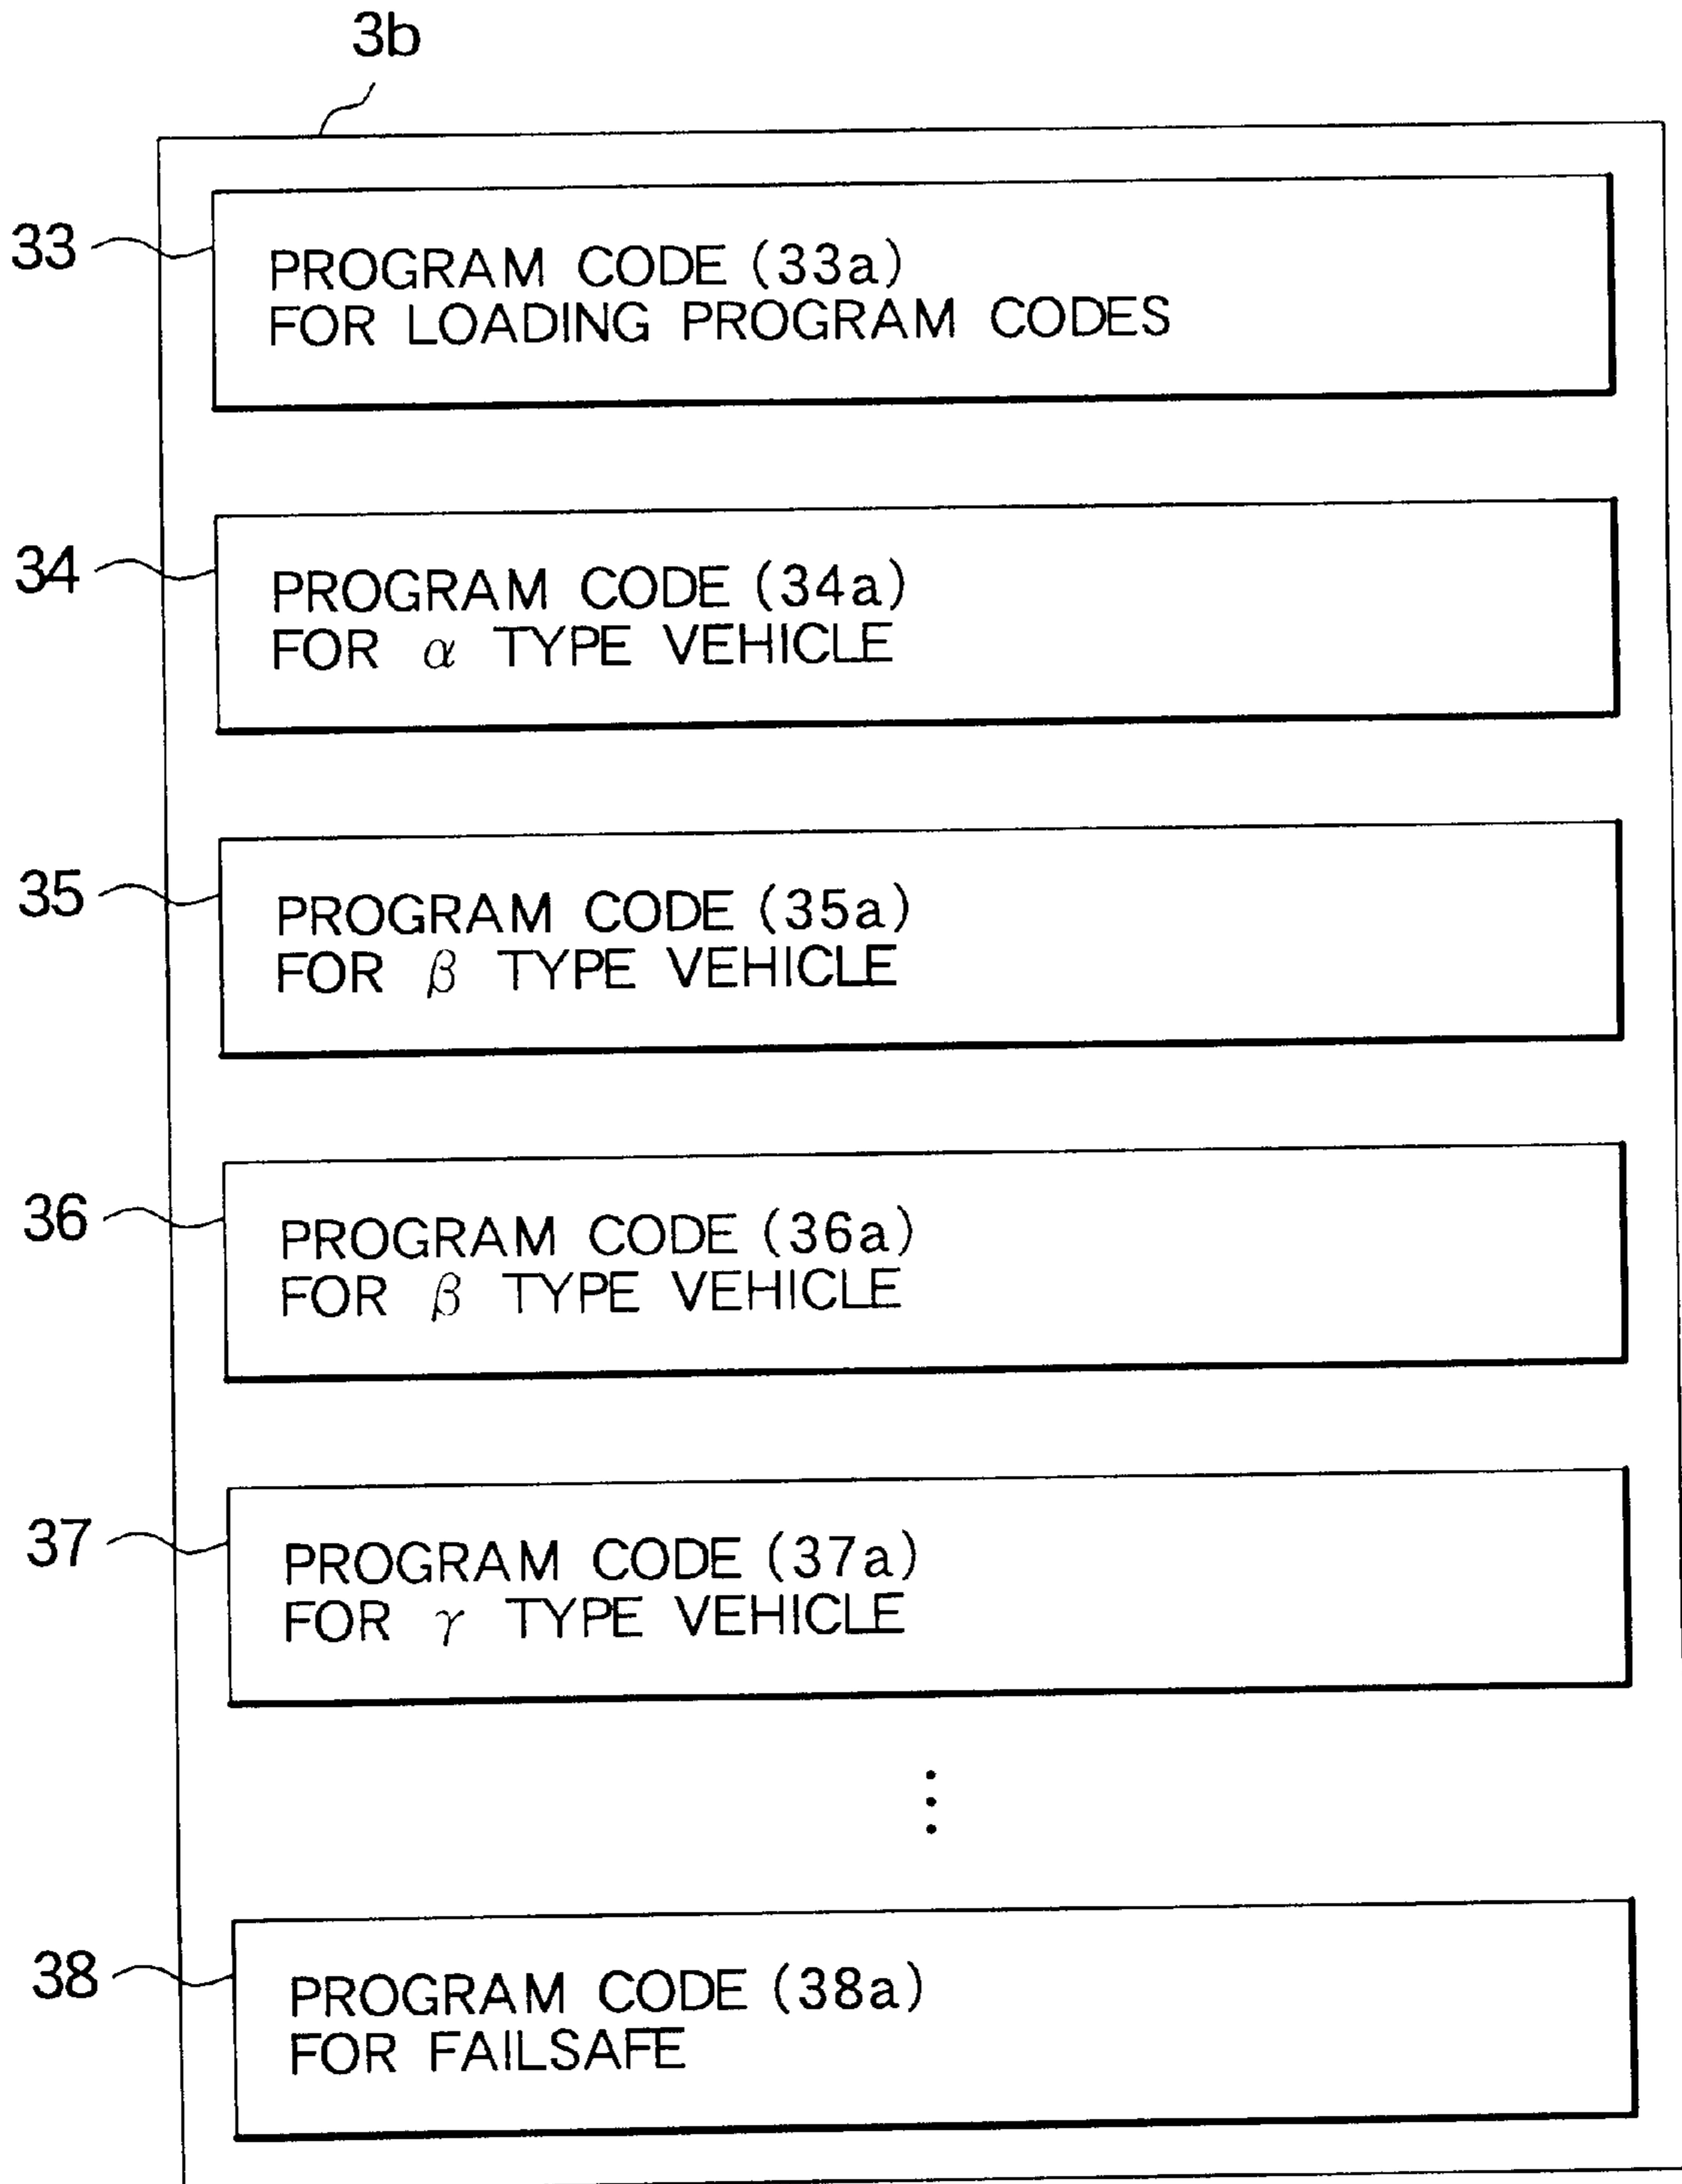 3b
33
PROGRAM CODE (33a)
FOR LOADING PROGRAM CODES
34
PROGRAM CODE (34a)
FOR α TYPE VEHICLE
35
PROGRAM CODE (35a)
FOR β TYPE VEHICLE
36
PROGRAM CODE (36a)
FOR β TYPE VEHICLE
37
PROGRAM CODE (37a)
FOR γ TYPE VEHICLE
38
PROGRAM CODE (38a)
FOR FAILSAFE